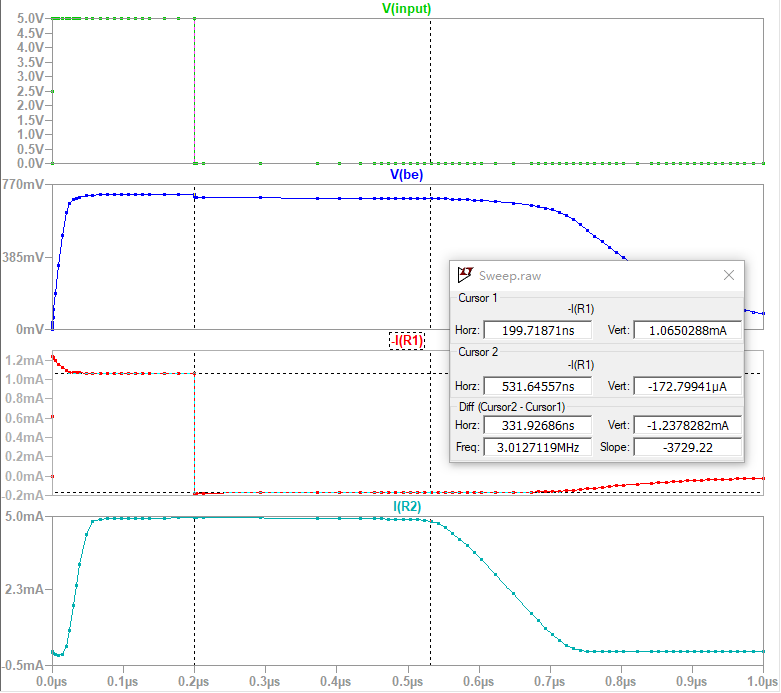 V(input)
5.0V
4.5V
4.0V
3.5V
3.0V
2.5V
2.0V
1.5V
1.0V
0.5V
0.0V
V(be)
770mV
385mV
0mV
-I(R1)
1.2mA
1.0mA
0.8mA
0.6mA
0.4mA
0.2mA
0.0mA
-0.2mA
I(R2)
5.0mA
2.3mA
-0.5mA
0.0µs 0.1µs 0.2µs 0.3µs 0.4µs 0.5µs 0.6µs 0.7µs 0.8µs 0.9µs 1.0µs
Sweep.raw
Cursor 1
-I(R1)
Horz: 199.71871ns Vert: 1.0650288mA
Cursor 2
-I(R1)
Horz: 531.64557ns Vert: -172.79941µA
Diff (Cursor2 - Cursor1)
Horz: 331.92686ns Vert: -1.2378282mA
Freq: 3.0127119MHz Slope: -3729.22